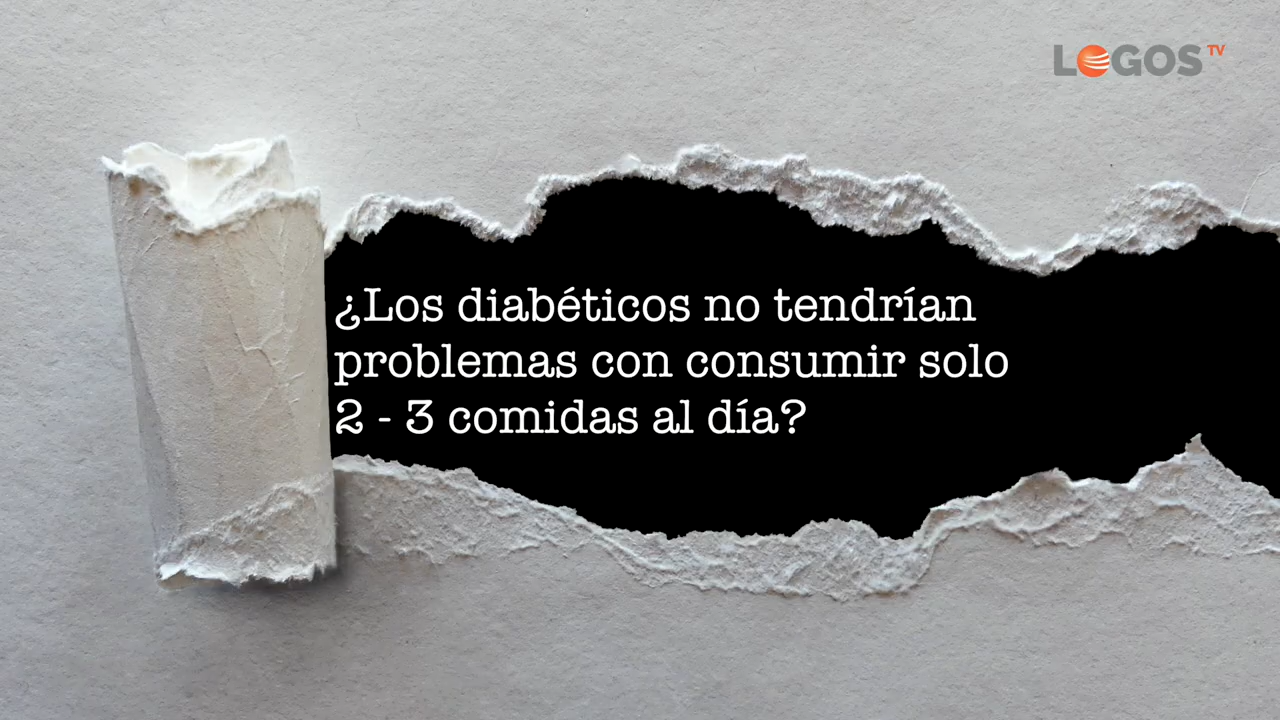 LOGOS TV
¿Los diabéticos no tendrían
problemas con consumir solo
2 - 3 comidas al día?